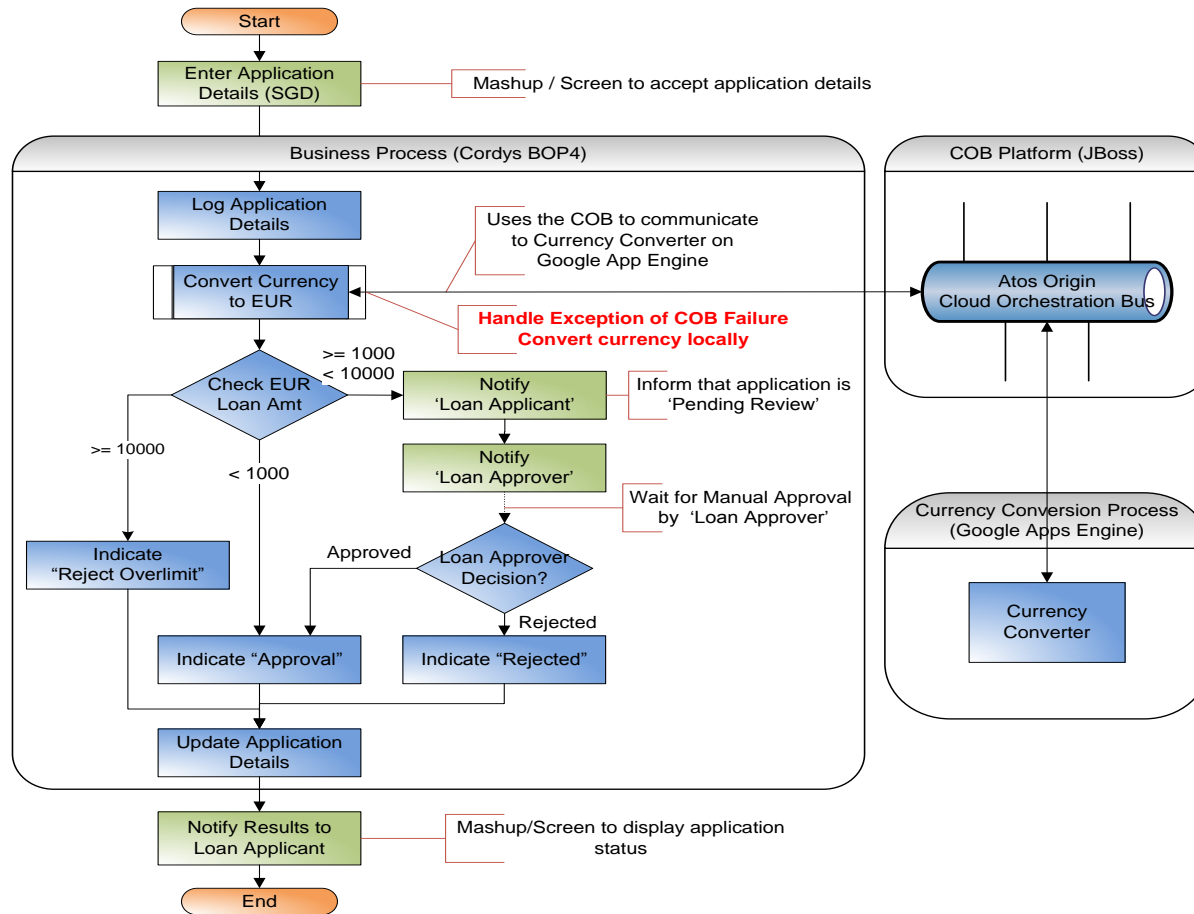 Start
Enter Application
Details (SGD)
Mashup / Screen to accept application details
Business Process (Cordys BOP4)
COB Platform (JBoss)
Log Application
Details
Uses the COB to communicate
to Currency Converter on
Google App Engine
Convert Currency
to EUR
Atos Origin
Cloud Orchestration Bus
Handle Exception of COB Failure
Convert currency locally
>= 1000
< 10000
Check EUR
Loan Amt
Notify
‘Loan Applicant’
Inform that application is
‘Pending Review’
>= 10000
< 1000
Notify
‘Loan Approver’
Wait for Manual Approval
by ‘Loan Approver’
Currency Conversion Process
(Google Apps Engine)
Indicate
“Reject Overlimit”
Approved
Loan Approver
Decision?
Currency
Converter
Rejected
Indicate “Approval”
Indicate “Rejected”
Update Application
Details
Notify Results to
Loan Applicant
Mashup/Screen to display application
status
End